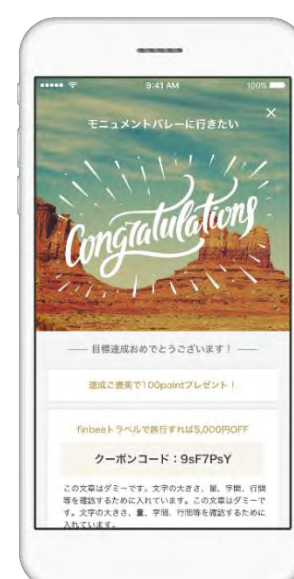 9:41 AM
100%
モニュメントバレーに行きたい
Congratulations
目標達成おめでとうございます!
達成ご褒美で100pointプレゼント!
finbeeトラベルで旅行すれば5,000円OFF
クーポンコード:9sF7PsY
この文章はダミーです。文字の大きさ、量、字間、行間
等を確認するために入れています。この文章はダミーで
す。文字の大きさ、量、字間、行間等を確認するために
入れています。